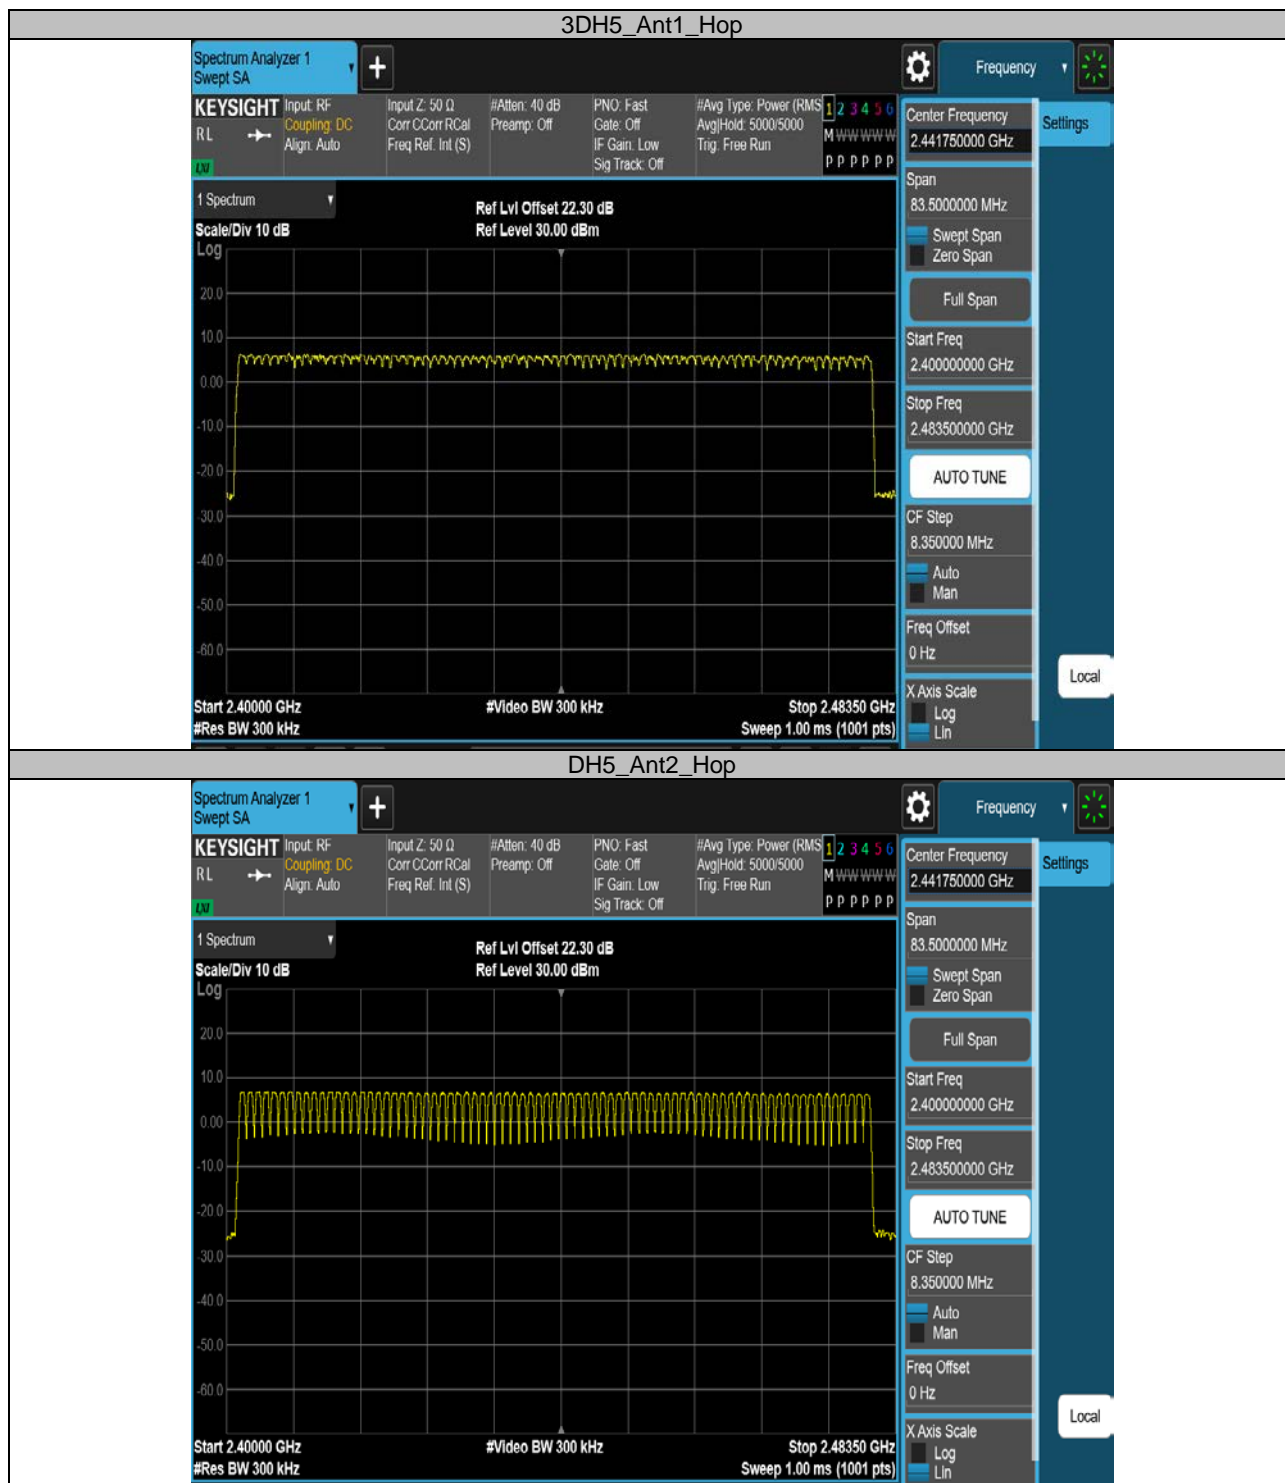 3DH5_Ant1_Hop
Spectrum Analyzer 1
Swept SA
+
Frequency
KEYSIGHT
RL
LXI
Input: RF
Coupling: DC
Align: Auto
Input Z: 50 Ω
Corr CCorr RCal
Freq Ref: Int (S)
#Atten: 40 dB
Preamp: Off
PNO: Fast
Gate: Off
IF Gain: Low
Sig Track: Off
#Avg Type: Power (RMS
Avg|Hold: 5000/5000
Trig: Free Run
1 2 3 4 5 6
M W W W W W
P P P P P P
Center Frequency
2.441750000 GHz
Settings
1 Spectrum
Scale/Div 10 dB
Log
Ref Lvl Offset 22.30 dB
Ref Level 30.00 dBm
20.0
10.0
0.00
-10.0
-20.0
-30.0
-40.0
-50.0
-60.0
Start 2.40000 GHz
#Res BW 300 kHz
#Video BW 300 kHz
Stop 2.48350 GHz
Sweep 1.00 ms (1001 pts)
Span
83.5000000 MHz
Swept Span
Zero Span
Full Span
Start Freq
2.400000000 GHz
Stop Freq
2.483500000 GHz
AUTO TUNE
CF Step
8.350000 MHz
Auto
Man
Freq Offset
0 Hz
X Axis Scale
Log
Lin
Local
DH5_Ant2_Hop
Spectrum Analyzer 1
Swept SA
+
Frequency
KEYSIGHT
RL
LXI
Input: RF
Coupling: DC
Align: Auto
Input Z: 50 Ω
Corr CCorr RCal
Freq Ref: Int (S)
#Atten: 40 dB
Preamp: Off
PNO: Fast
Gate: Off
IF Gain: Low
Sig Track: Off
#Avg Type: Power (RMS
Avg|Hold: 5000/5000
Trig: Free Run
1 2 3 4 5 6
M W W W W W
P P P P P P
Center Frequency
2.441750000 GHz
Settings
1 Spectrum
Scale/Div 10 dB
Log
Ref Lvl Offset 22.30 dB
Ref Level 30.00 dBm
20.0
10.0
0.00
-10.0
-20.0
-30.0
-40.0
-50.0
-60.0
Start 2.40000 GHz
#Res BW 300 kHz
#Video BW 300 kHz
Stop 2.48350 GHz
Sweep 1.00 ms (1001 pts)
Span
83.5000000 MHz
Swept Span
Zero Span
Full Span
Start Freq
2.400000000 GHz
Stop Freq
2.483500000 GHz
AUTO TUNE
CF Step
8.350000 MHz
Auto
Man
Freq Offset
0 Hz
X Axis Scale
Log
Lin
Local